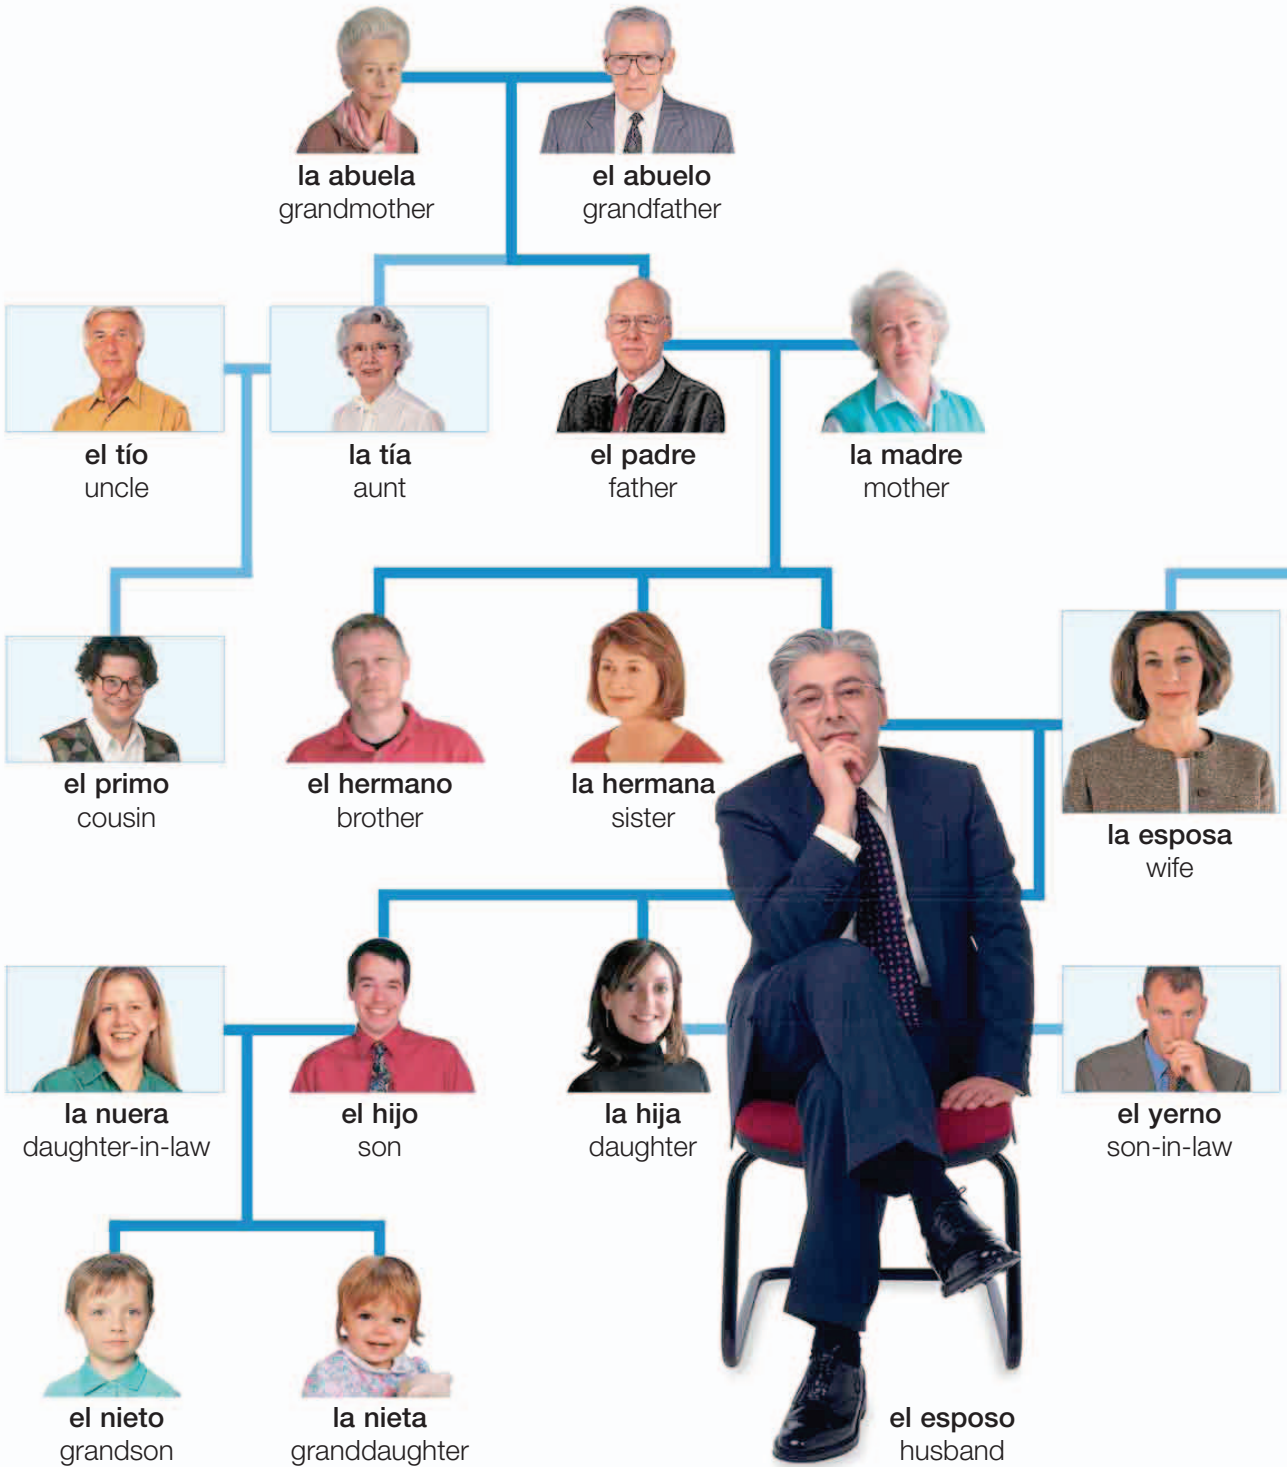 la abuela
grandmother
el abuelo
grandfather
el tío
uncle
la tía
aunt
el padre
father
la madre
mother
el primo
cousin
el hermano
brother
la hermana
sister
la esposa
wife
la nuera
daughter-in-law
el hijo
son
la hija
daughter
el yerno
son-in-law
el nieto
grandson
la nieta
granddaughter
el esposo
husband